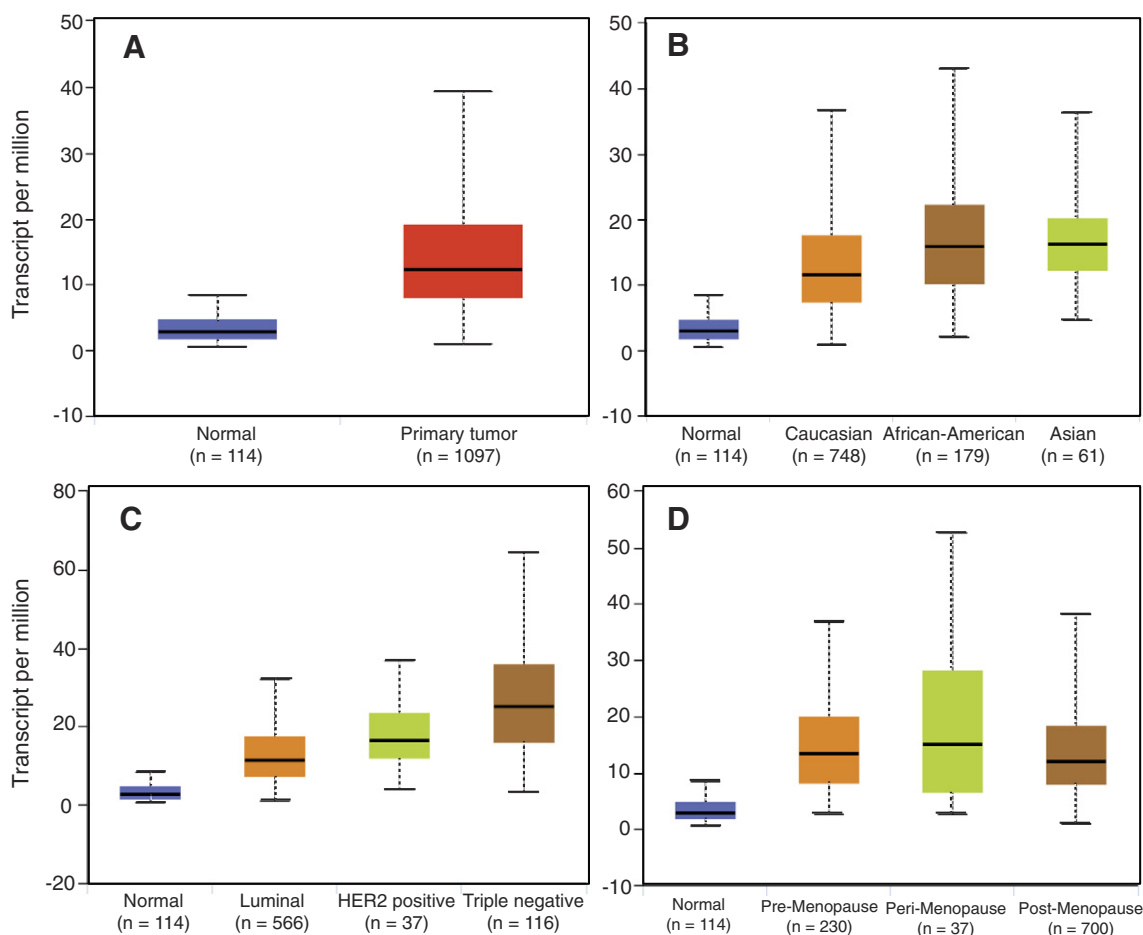 A
50
40
30
20
10
0
-10
Transcript per million
Normal
(n = 114)
Primary tumor
(n = 1097)
B
50
40
30
20
10
0
-10
Normal
(n = 114)
Caucasian
(n = 748)
African-American
(n = 179)
Asian
(n = 61)
C
80
60
40
20
0
-20
Transcript per million
Normal
(n = 114)
Luminal
(n = 566)
HER2 positive
(n = 37)
Triple negative
(n = 116)
D
60
50
40
30
20
10
0
-10
Normal
(n = 114)
Pre-Menopause
(n = 230)
Peri-Menopause
(n = 37)
Post-Menopause
(n = 700)